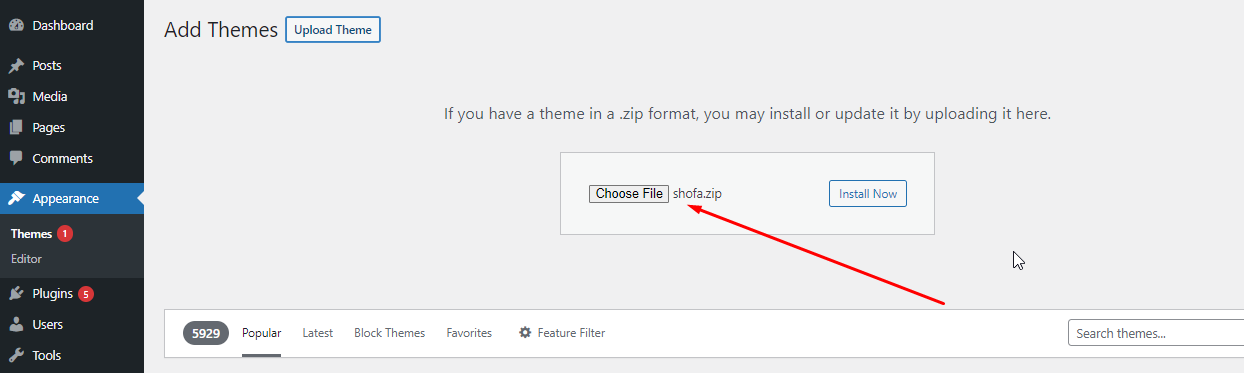 Dashboard
Posts
Media
Pages
Comments
Appearance
Themes 1
Editor
Plugins 5
Users
Tools
Add Themes Upload Theme
If you have a theme in a .zip format, you may install or update it by uploading it here.
Choose File shofa.zip Install Now
5929 Popular Latest Block Themes Favorites Feature Filter Search themes...